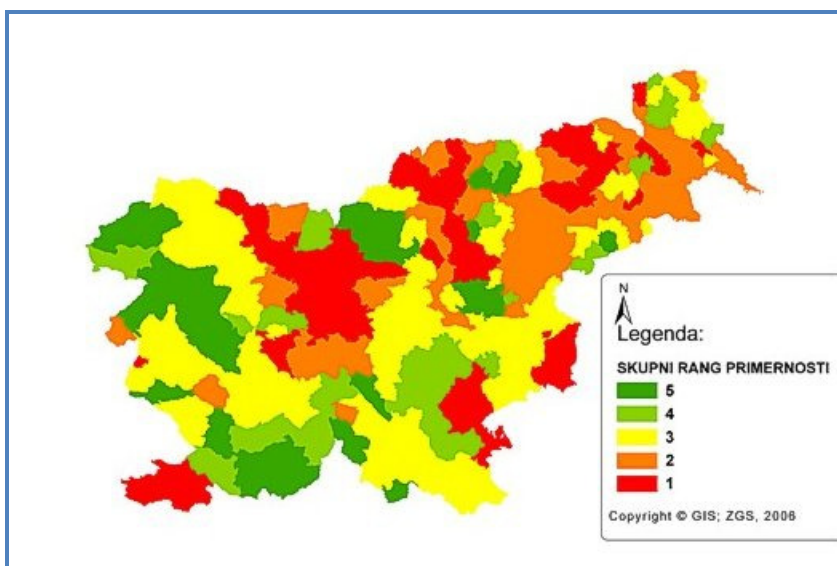 N
Legenda:
SKUPNI RANG PRIMERNOSTI
5
4
3
2
1
Copyright © GIS; ZGS, 2006